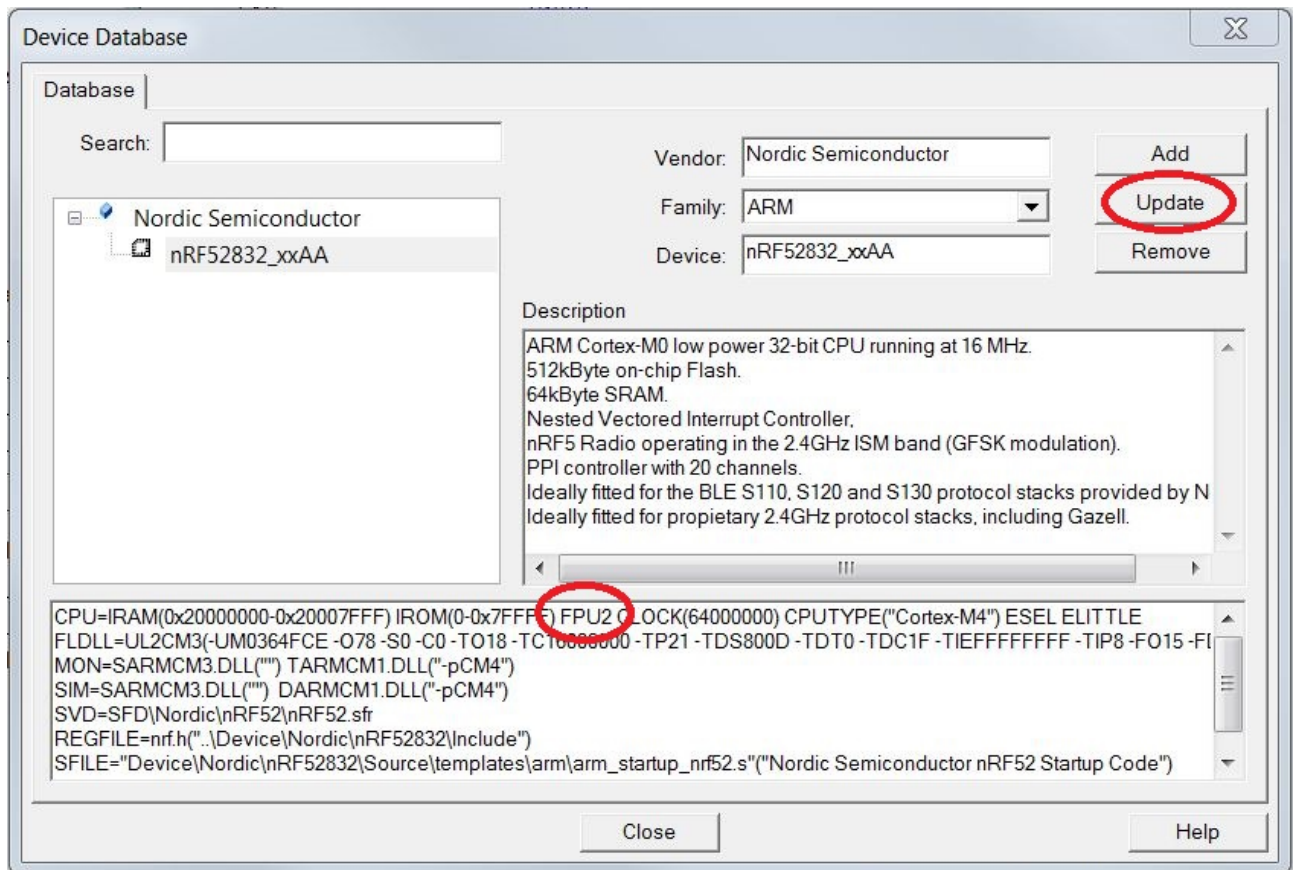 Device Database
Database
Search:
Vendor: Nordic Semiconductor
Add
Family: ARM
Update
Device: nRF52832_xxAA
Remove
Nordic Semiconductor
nRF52832_xxAA
Description
ARM Cortex-M0 low power 32-bit CPU running at 16 MHz.
512kByte on-chip Flash.
64kByte SRAM.
Nested Vectored Interrupt Controller,
nRF5 Radio operating in the 2.4GHz ISM band (GFSK modulation).
PPI controller with 20 channels.
Ideally fitted for the BLE S110, S120 and S130 protocol stacks provided by N
Ideally fitted for propietary 2.4GHz protocol stacks, including Gazell.
CPU=IRAM(0x20000000-0x20007FFF) IROM(0-0x7FFFF) FPU2 CLOCK(64000000) CPUTYPE("Cortex-M4") ESEL ELITTLE
FLDLL=UL2CM3(-UM0364FCE -O78 -S0 -C0 -TO18 -TC16000000 -TP21 -TDS800D -TDT0 -TDC1F -TIEFFFFFFFF -TIP8 -FO15
MON=SARMCM3.DLL("") TARMCM1.DLL("-pCM4")
SIM=SARMCM3.DLL("") DARMCM1.DLL("-pCM4")
SVD=SFD\Nordic\nRF52\nRF52.sfr
REGFILE=nrf.h("..\Device\Nordic\nRF52832\Include")
SFILE="Device\Nordic\nRF52832\Source\templates\arm\arm_startup_nrf52.s"("Nordic Semiconductor nRF52 Startup Code")
Close
Help